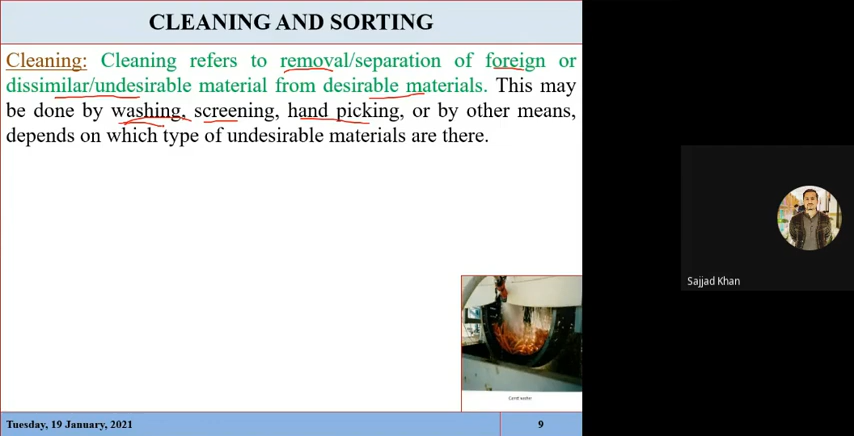 CLEANING AND SORTING
Cleaning: Cleaning refers to removal/separation of foreign or
dissimilar/undesirable material from desirable materials. This may
be done by washing, screening, hand picking, or by other means,
depends on which type of undesirable materials are there.
Sajjad Khan
Carrot washer
Tuesday, 19 January, 2021
9